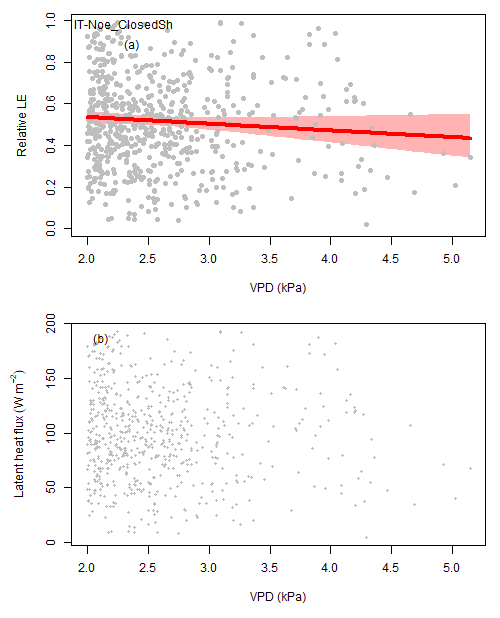 IT-Noe_ClosedSh
(a)
Relative LE
1.0
0.8
0.6
0.4
0.2
0.0
2.0 2.5 3.0 3.5 4.0 4.5 5.0
VPD (kPa)
(b)
Latent heat flux (W m⁻²)
200
150
100
50
0
2.0 2.5 3.0 3.5 4.0 4.5 5.0
VPD (kPa)